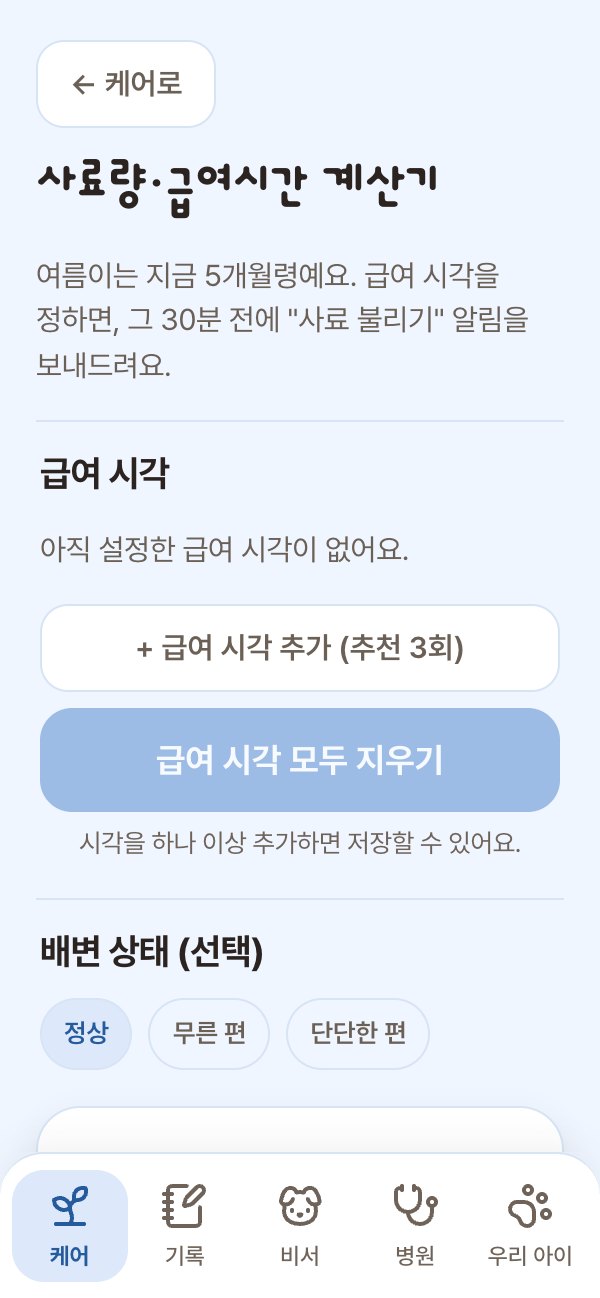 ← 케어로
사료량·급여시간 계산기
여름이는 지금 5개월령예요. 급여 시각을
정하면, 그 30분 전에 "사료 불리기" 알림을
보내드려요.
급여 시각
아직 설정한 급여 시각이 없어요.
+ 급여 시각 추가 (추천 3회)
급여 시각 모두 지우기
시각을 하나 이상 추가하면 저장할 수 있어요.
배변 상태 (선택)
정상 무른 편 단단한 편
케어 기록 비서 병원 우리 아이